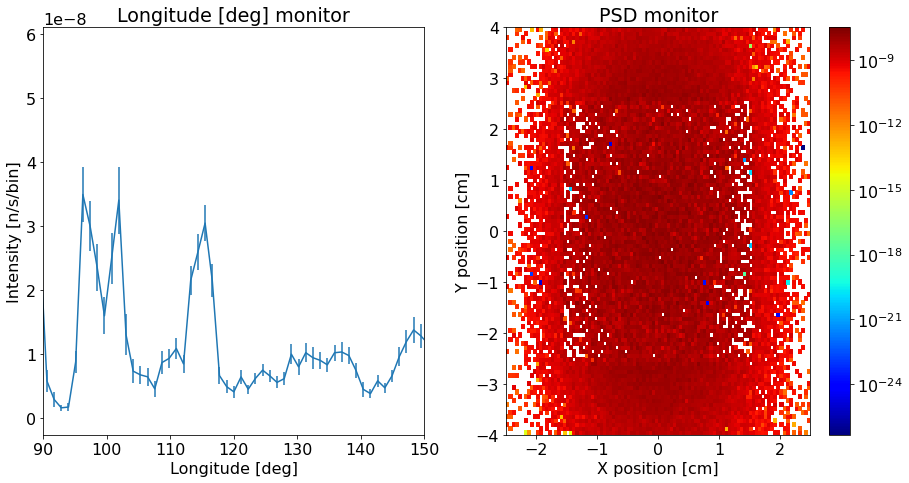 Longitude [deg] monitor
1e−8
6
5
4
3
2
1
0
90 100 110 120 130 140 150
Longitude [deg]
Intensity [n/s/bin]
PSD monitor
4
3
2
1
0
−1
−2
−3
−4
−2 −1 0 1 2
X position [cm]
Y position [cm]
10−9
10−12
10−15
10−18
10−21
10−24